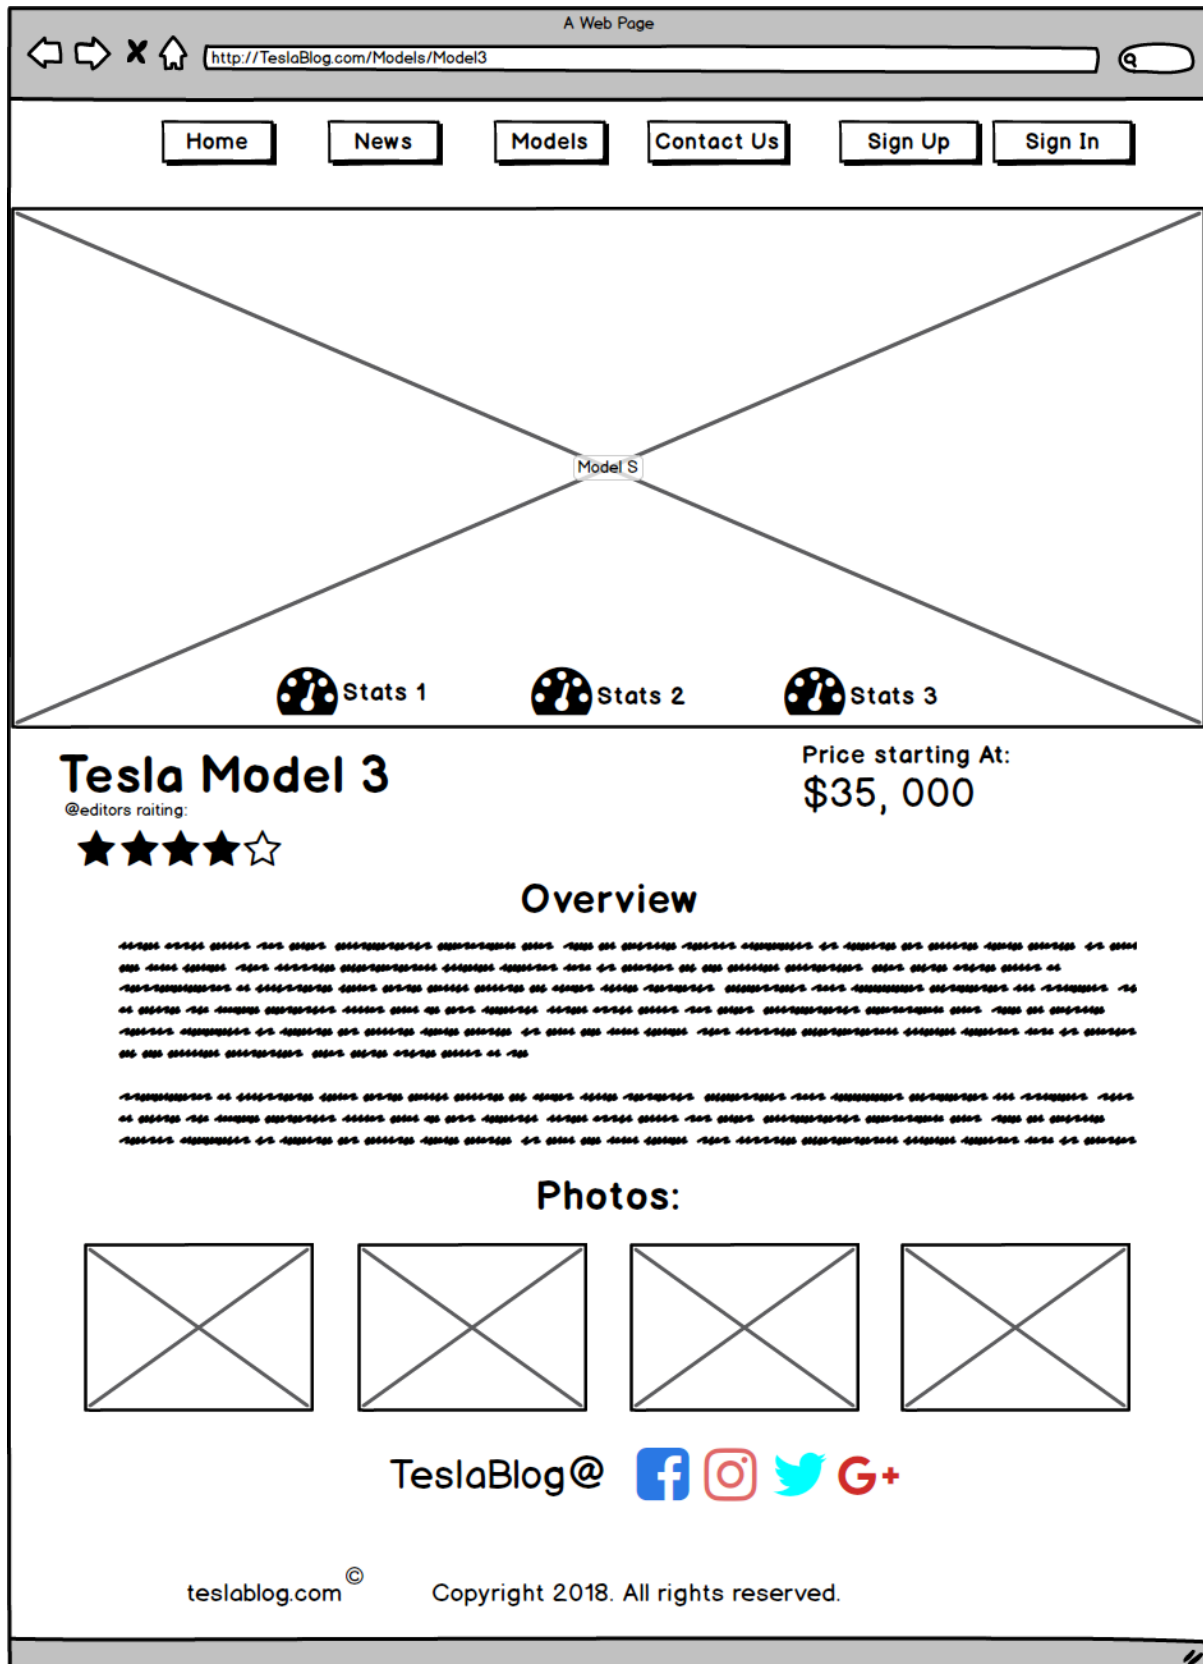 A Web Page
http://TeslaBlog.com/Models/Model3
Home News Models Contact Us Sign Up Sign In
Model S
Stats 1 Stats 2 Stats 3
Tesla Model 3
Price starting At:
@editors raiting:
$35, 000
Overview
Photos:
TeslaBlog@
teslablog.com © Copyright 2018. All rights reserved.